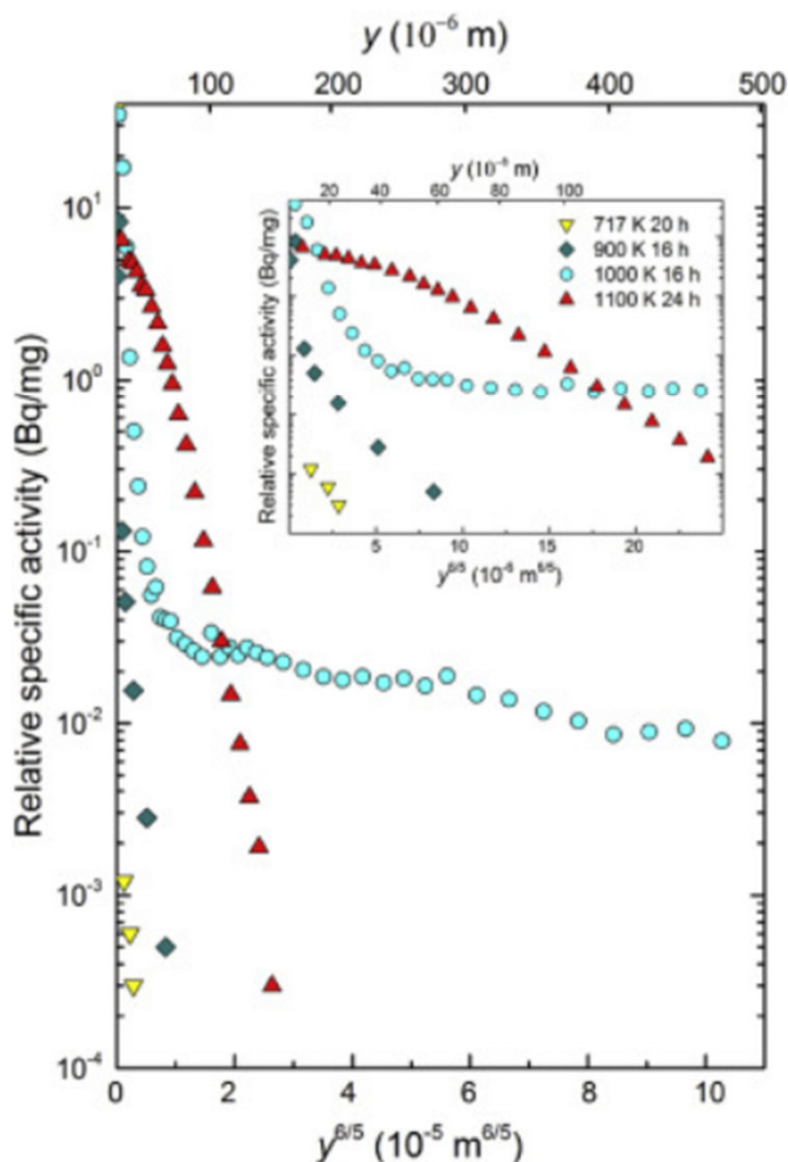 y (10⁻⁶ m)
100 200 300 400 500
Relative specific activity (Bq/mg)
10¹
10⁰
10⁻¹
10⁻²
10⁻³
10⁻⁴
y (10⁻⁶ m)
20 40 60 80 100
Relative specific activity (Bq/mg)
717 K 20 h
900 K 16 h
1000 K 16 h
1100 K 24 h
5 10 15 20
y⁶ᐟ⁵ (10⁻⁶ m⁶ᐟ⁵)
0 2 4 6 8 10
y⁶ᐟ⁵ (10⁻⁵ m⁶ᐟ⁵)